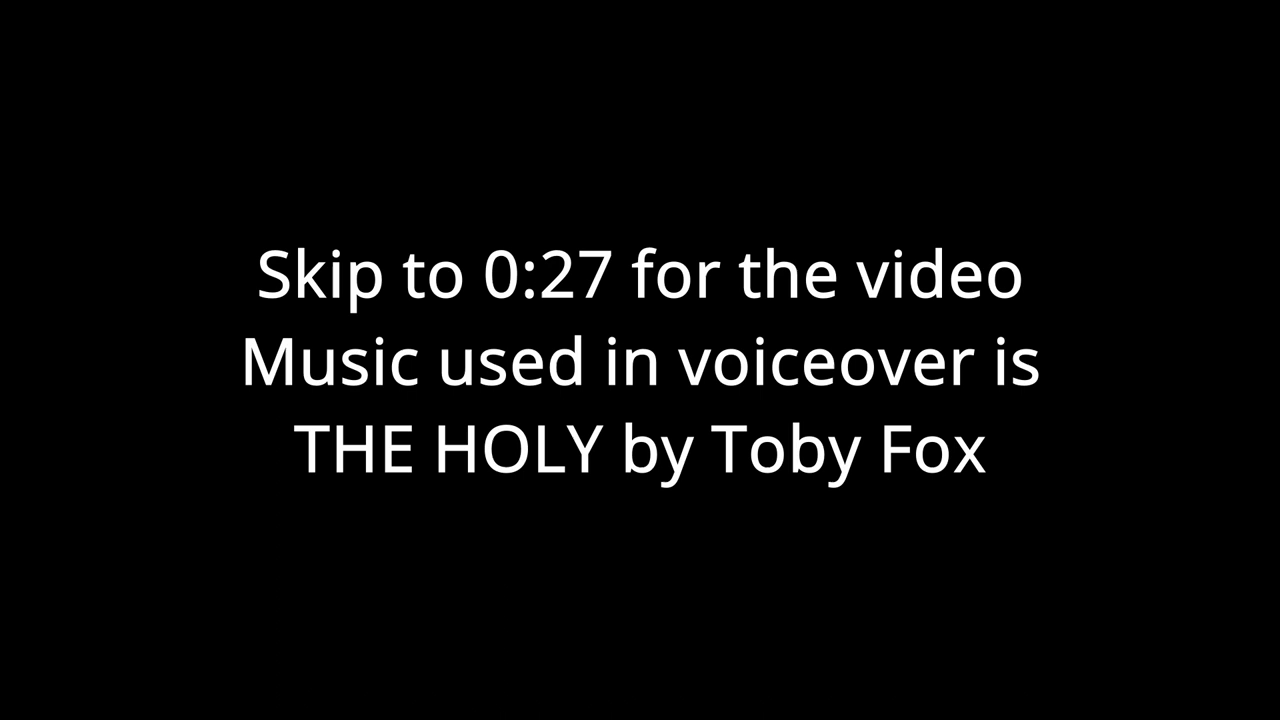 Skip to 0:27 for the video
Music used in voiceover is
THE HOLY by Toby Fox